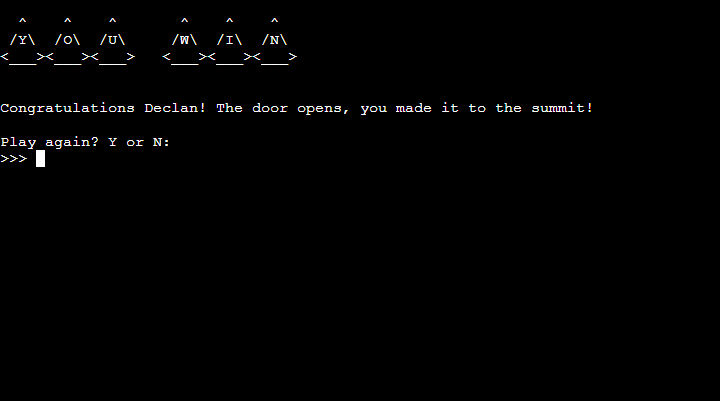 ^    ^    ^       ^    ^    ^
 /Y\  /O\  /U\     /W\  /I\  /N\
<___><___><___>   <___><___><___>
Congratulations Declan! The door opens, you made it to the summit!
Play again? Y or N:
>>>